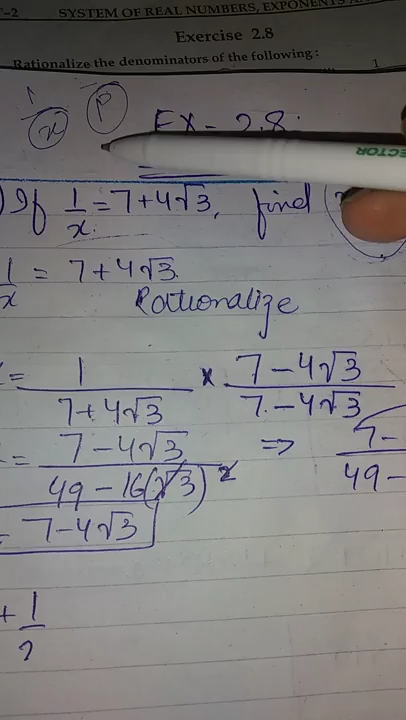 -2 SYSTEM OF REAL NUMBERS, EXPONENTS
Exercise 2.8
Rationalize the denominators of the following :
1
1/x P EX - 2.8.
) If 1/x = 7+4√3, find
1/x = 7+4√3.
Rationalize
= 1/(7+4√3) × (7-4√3)/(7-4√3)
= (7-4√3)/(49-16(√3)²) ⇒ 7-/49-
= 7-4√3
+ 1/